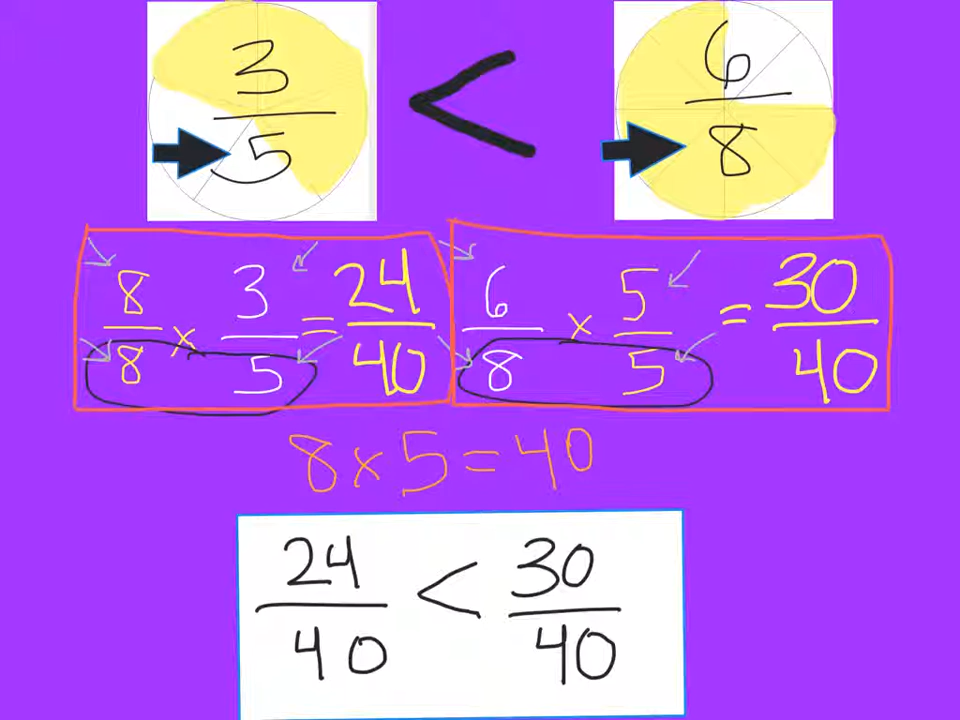 3/5 < 6/8
8/8 x 3/5 = 24/40
6/8 x 5/5 = 30/40
8 x 5 = 40
24/40 < 30/40